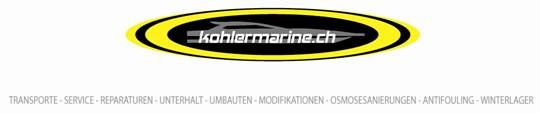 kohlermarine.ch
TRANSPORTE - SERVICE - REPARATUREN - UNTERHALT - UMBAUTEN - MODIFIKATIONEN - OSMOSESANIERUNGEN - ANTIFOULING - WINTERLAGER